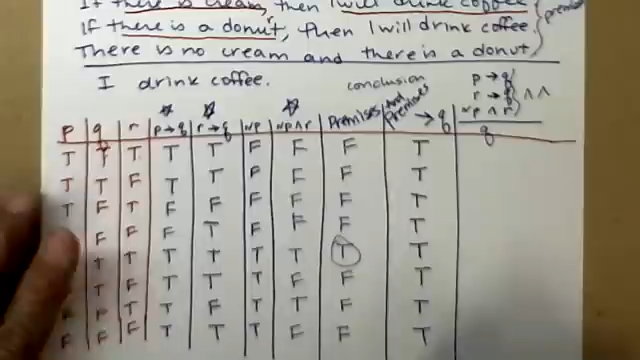 If there is cream, then I will drink coffee.
If there is a donut, then I will drink coffee.
There is no cream and there is a donut
I drink coffee.
conclusion
p → q
r → q
~p ∧ r
q
p q r p→q r→q ~p ~p∧r Premises And Premises → q
T T T T T F F F T
T T F T T F F F T
T F T F F F F F T
F F F T F F F T
T T T T T T T T
T F T T T F F T
F T T F T T F T
F F F T T T F F T